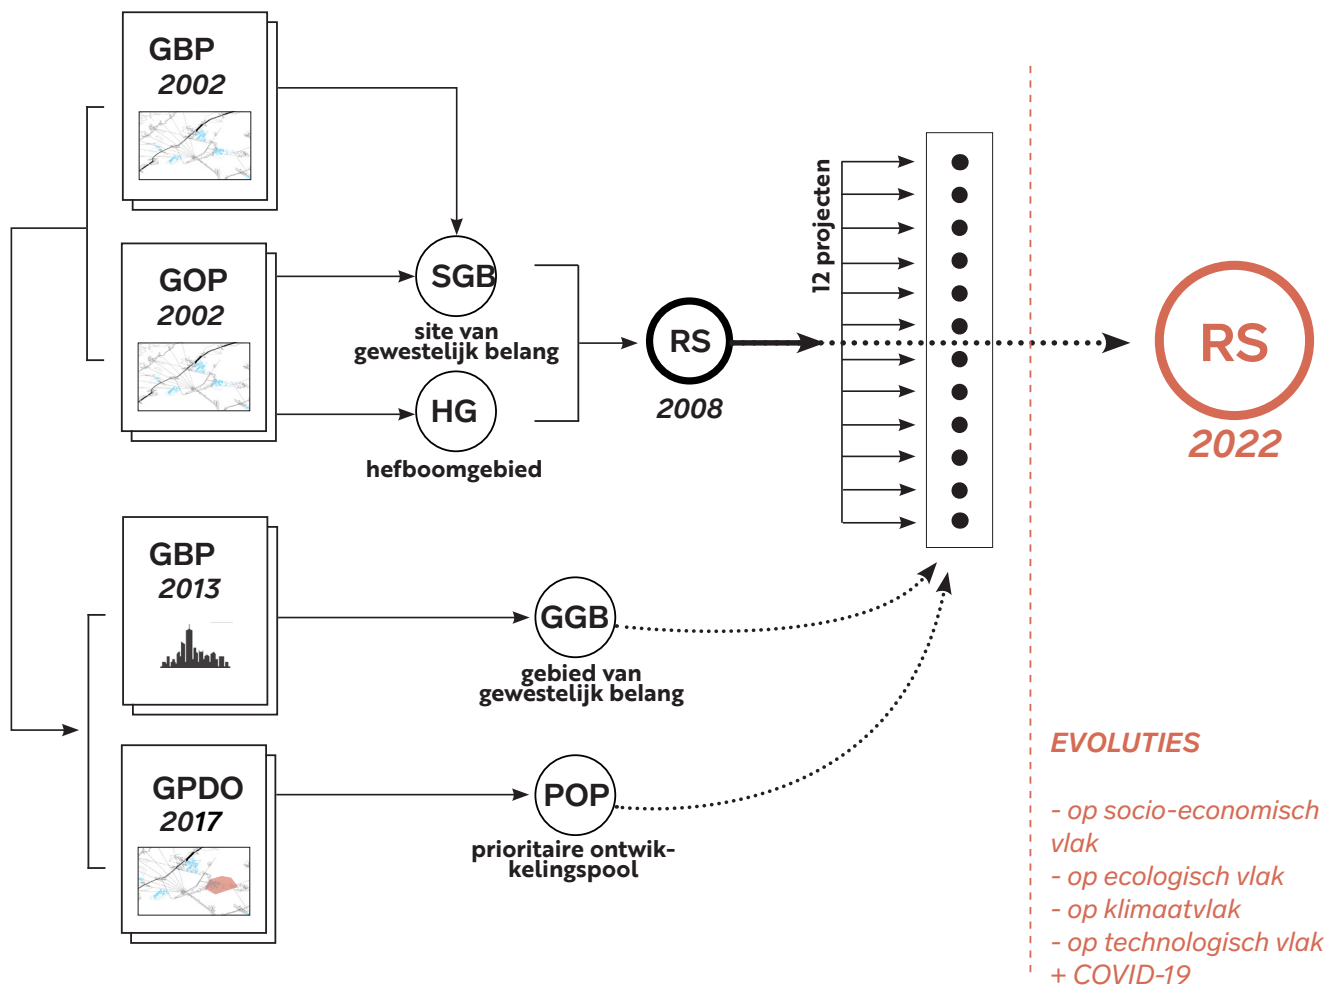 GBP
2002
GOP
2002
SGB
site van
gewestelijk belang
HG
hefboomgebied
RS
2008
12 projecten
RS
2022
GBP
2013
GGB
gebied van
gewestelijk belang
GPDO
2017
POP
prioritaire ontwik-
kelingspool
EVOLUTIES
- op socio-economisch
vlak
- op ecologisch vlak
- op klimaatvlak
- op technologisch vlak
+ COVID-19